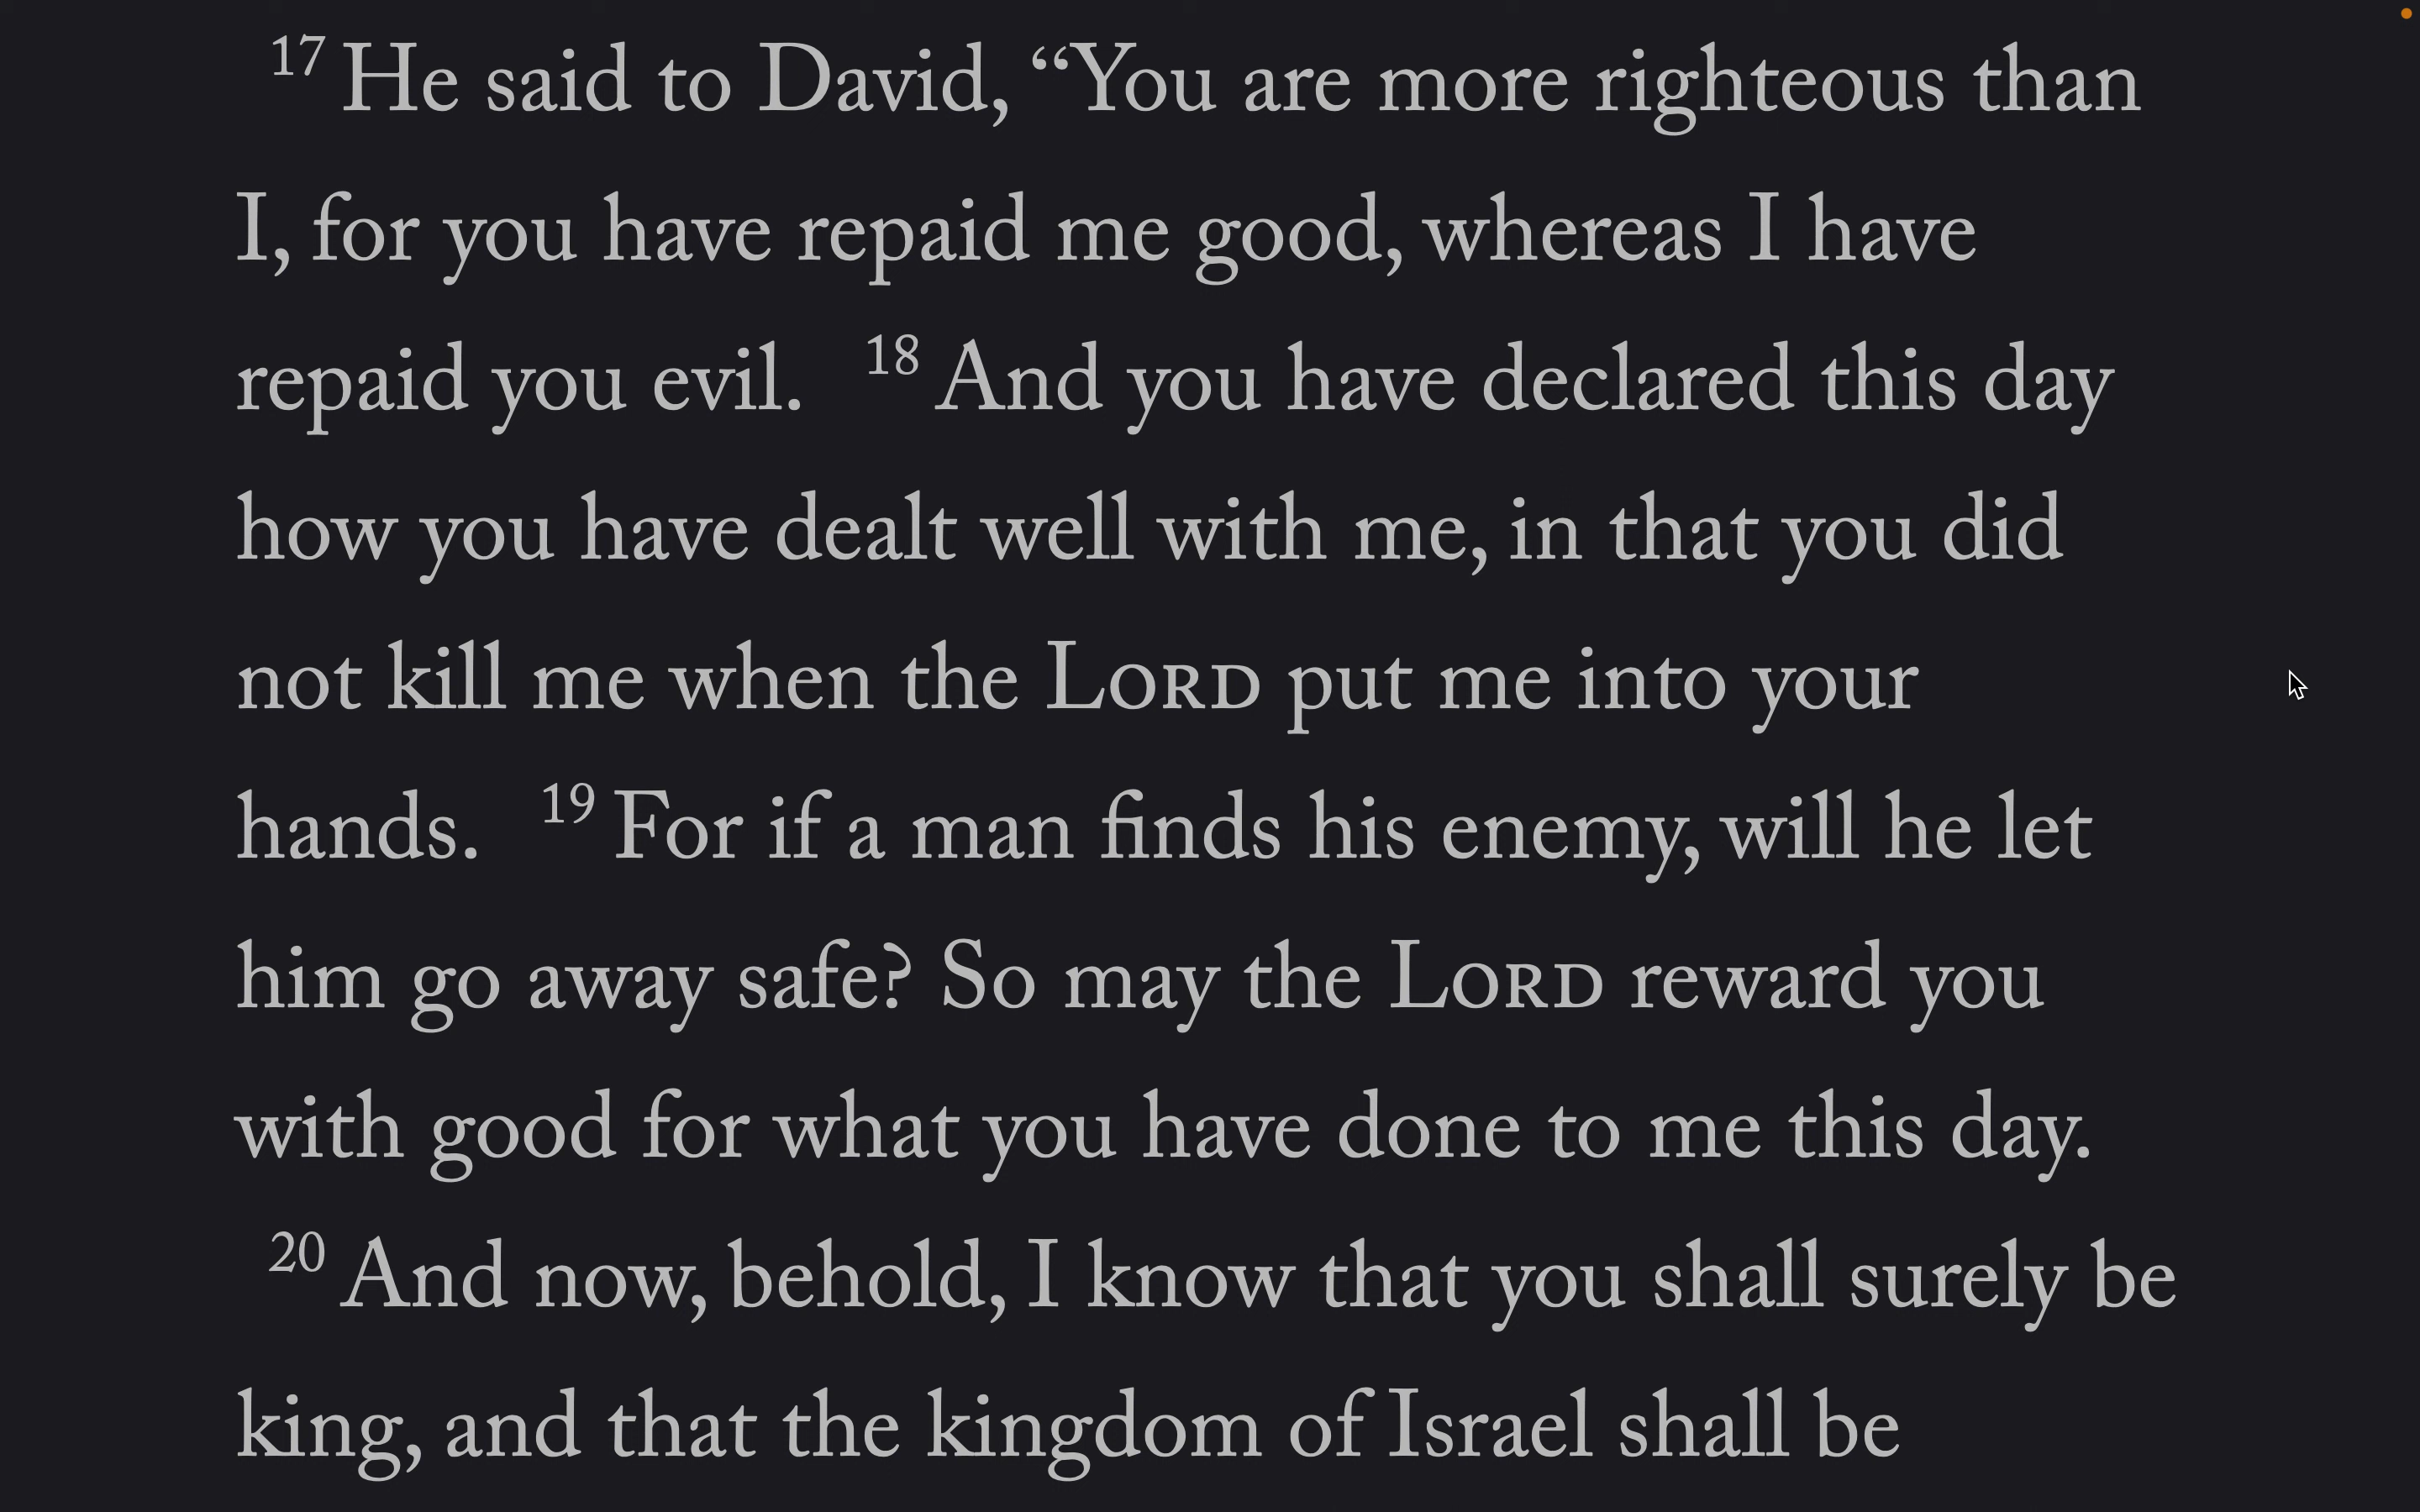 17 He said to David, “You are more righteous than
I, for you have repaid me good, whereas I have
repaid you evil. 18 And you have declared this day
how you have dealt well with me, in that you did
not kill me when the LORD put me into your
hands. 19 For if a man finds his enemy, will he let
him go away safe? So may the LORD reward you
with good for what you have done to me this day.
20 And now, behold, I know that you shall surely be
king, and that the kingdom of Israel shall be